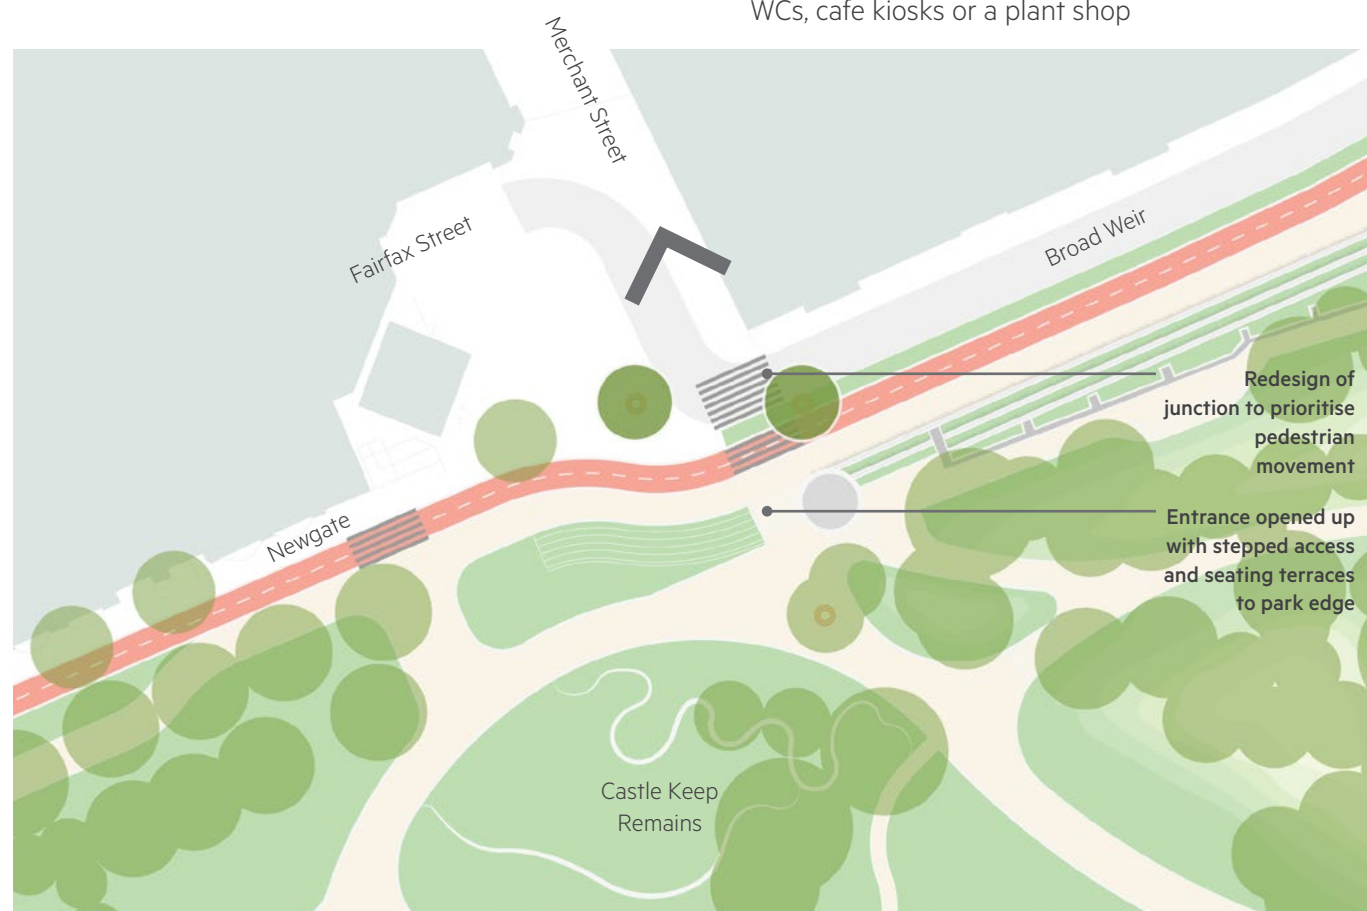 WCs, cafe kiosks or a plant shop
Merchant Street
Fairfax Street
Broad Weir
Redesign of
junction to prioritise
pedestrian
movement
Newgate
Entrance opened up
with stepped access
and seating terraces
to park edge
Castle Keep
Remains